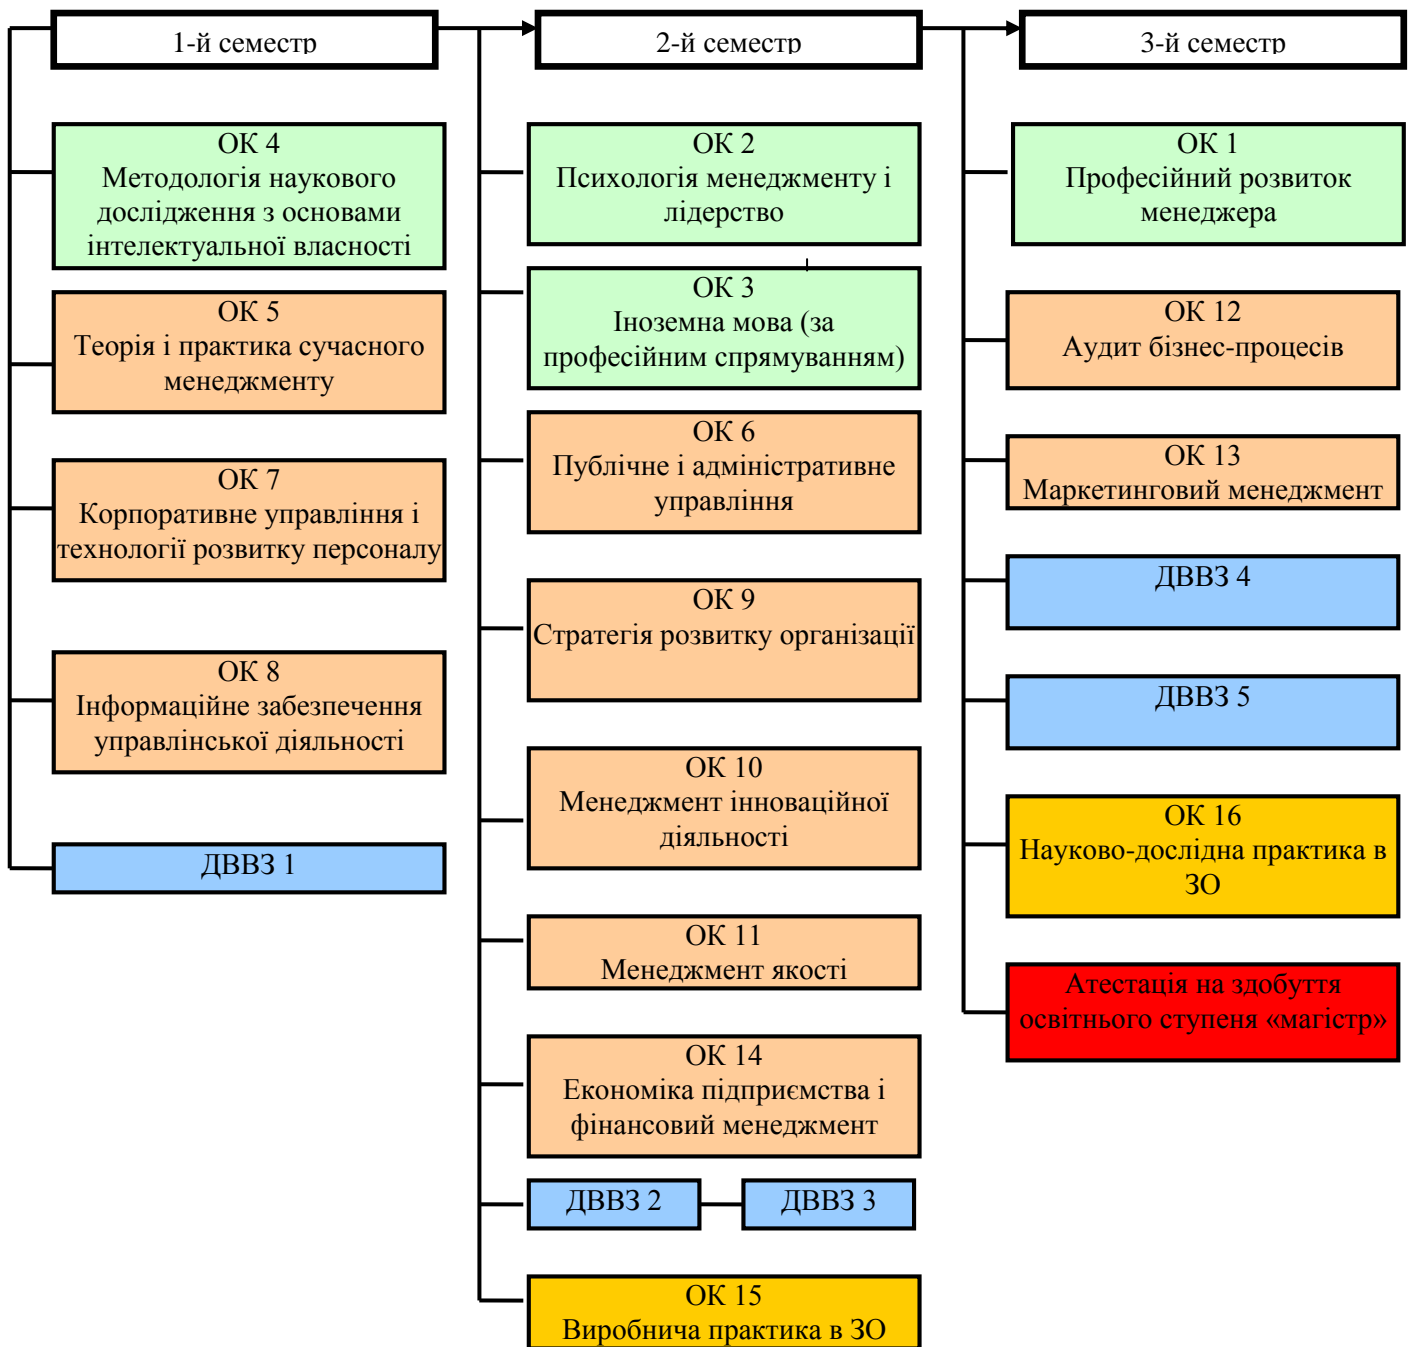 1-й семестр
2-й семестр
3-й семестр
ОК 4
Методологія наукового
дослідження з основами
інтелектуальної власності
ОК 5
Теорія і практика сучасного
менеджменту
ОК 7
Корпоративне управління і
технології розвитку персоналу
ОК 8
Інформаційне забезпечення
управлінської діяльності
ДВВЗ 1
ОК 2
Психологія менеджменту і
лідерство
ОК 3
Іноземна мова (за
професійним спрямуванням)
ОК 6
Публічне і адміністративне
управління
ОК 9
Стратегія розвитку організації
ОК 10
Менеджмент інноваційної
діяльності
ОК 11
Менеджмент якості
ОК 14
Економіка підприємства і
фінансовий менеджмент
ДВВЗ 2
ДВВЗ 3
ОК 15
Виробнича практика в ЗО
ОК 1
Професійний розвиток
менеджера
ОК 12
Аудит бізнес-процесів
ОК 13
Маркетинговий менеджмент
ДВВЗ 4
ДВВЗ 5
ОК 16
Науково-дослідна практика в
ЗО
Атестація на здобуття
освітнього ступеня «магістр»